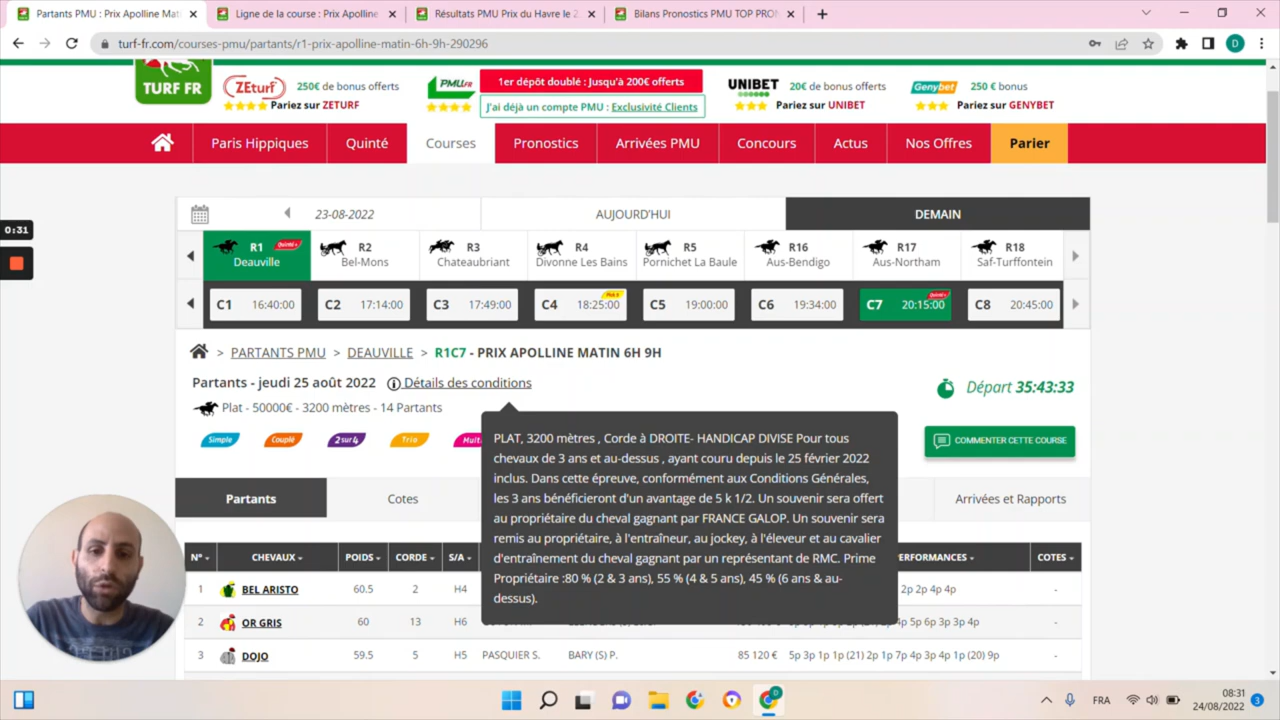 Partants PMU : Prix Apolline Mat
Ligne de la course : Prix Apolline
Résultats PMU Prix du Havre le 2
Bilans Pronostics PMU TOP PRON
turf-fr.com/courses-pmu/partants/r1-prix-apolline-matin-6h-9h-290296
D
TURF FR
ZEturf
250€ de bonus offerts
Pariez sur ZETURF
PMU.fr
1er dépôt doublé : Jusqu'à 200€ offerts
J'ai déjà un compte PMU : Exclusivité Clients
UNIBET
20€ de bonus offerts
Pariez sur UNIBET
Genybet
250 € bonus
Pariez sur GENYBET
Paris Hippiques
Quinté
Courses
Pronostics
Arrivées PMU
Concours
Actus
Nos Offres
Parier
0:31
23-08-2022
AUJOURD'HUI
DEMAIN
R1 Quinté+
Deauville
R2
Bel-Mons
R3
Chateaubriant
R4
Divonne Les Bains
R5
Pornichet La Baule
R16
Aus-Bendigo
R17
Aus-Northam
R18
Saf-Turffontein
C1 16:40:00
C2 17:14:00
C3 17:49:00
C4 18:25:00
C5 19:00:00
C6 19:34:00
C7 20:15:00 Quinté+
C8 20:45:00
> PARTANTS PMU > DEAUVILLE > R1C7 - PRIX APOLLINE MATIN 6H 9H
Partants - jeudi 25 août 2022 Détails des conditions
Départ 35:43:33
Plat - 50000€ - 3200 mètres - 14 Partants
Simple
Couplé
2sur4
Trio
COMMENTER CETTE COURSE
PLAT, 3200 mètres , Corde à DROITE- HANDICAP DIVISE Pour tous
chevaux de 3 ans et au-dessus , ayant couru depuis le 25 février 2022
inclus. Dans cette épreuve, conformément aux Conditions Générales,
les 3 ans bénéficieront d'un avantage de 5 k 1/2. Un souvenir sera offert
au propriétaire du cheval gagnant par FRANCE GALOP. Un souvenir sera
remis au propriétaire, à l'entraîneur, au jockey, à l'éleveur et au cavalier
d'entraînement du cheval gagnant par un représentant de RMC. Prime
Propriétaire :80 % (2 & 3 ans), 55 % (4 & 5 ans), 45 % (6 ans & au-
dessus).
Partants
Cotes
Arrivées et Rapports
N° CHEVAUX POIDS CORDE S/A ERFORMANCES COTES
1 BEL ARISTO 60.5 2 H4 2p 2p 4p 4p -
2 OR GRIS 60 13 H6 4p 5p 6p 3p 3p 4p -
3 DOJO 59.5 5 H5 PASQUIER S. BARY (S) P. 85 120 € 5p 3p 1p 1p (21) 2p 1p 7p 4p 3p 4p 1p (20) 9p -
FRA
08:31
24/08/2022
3